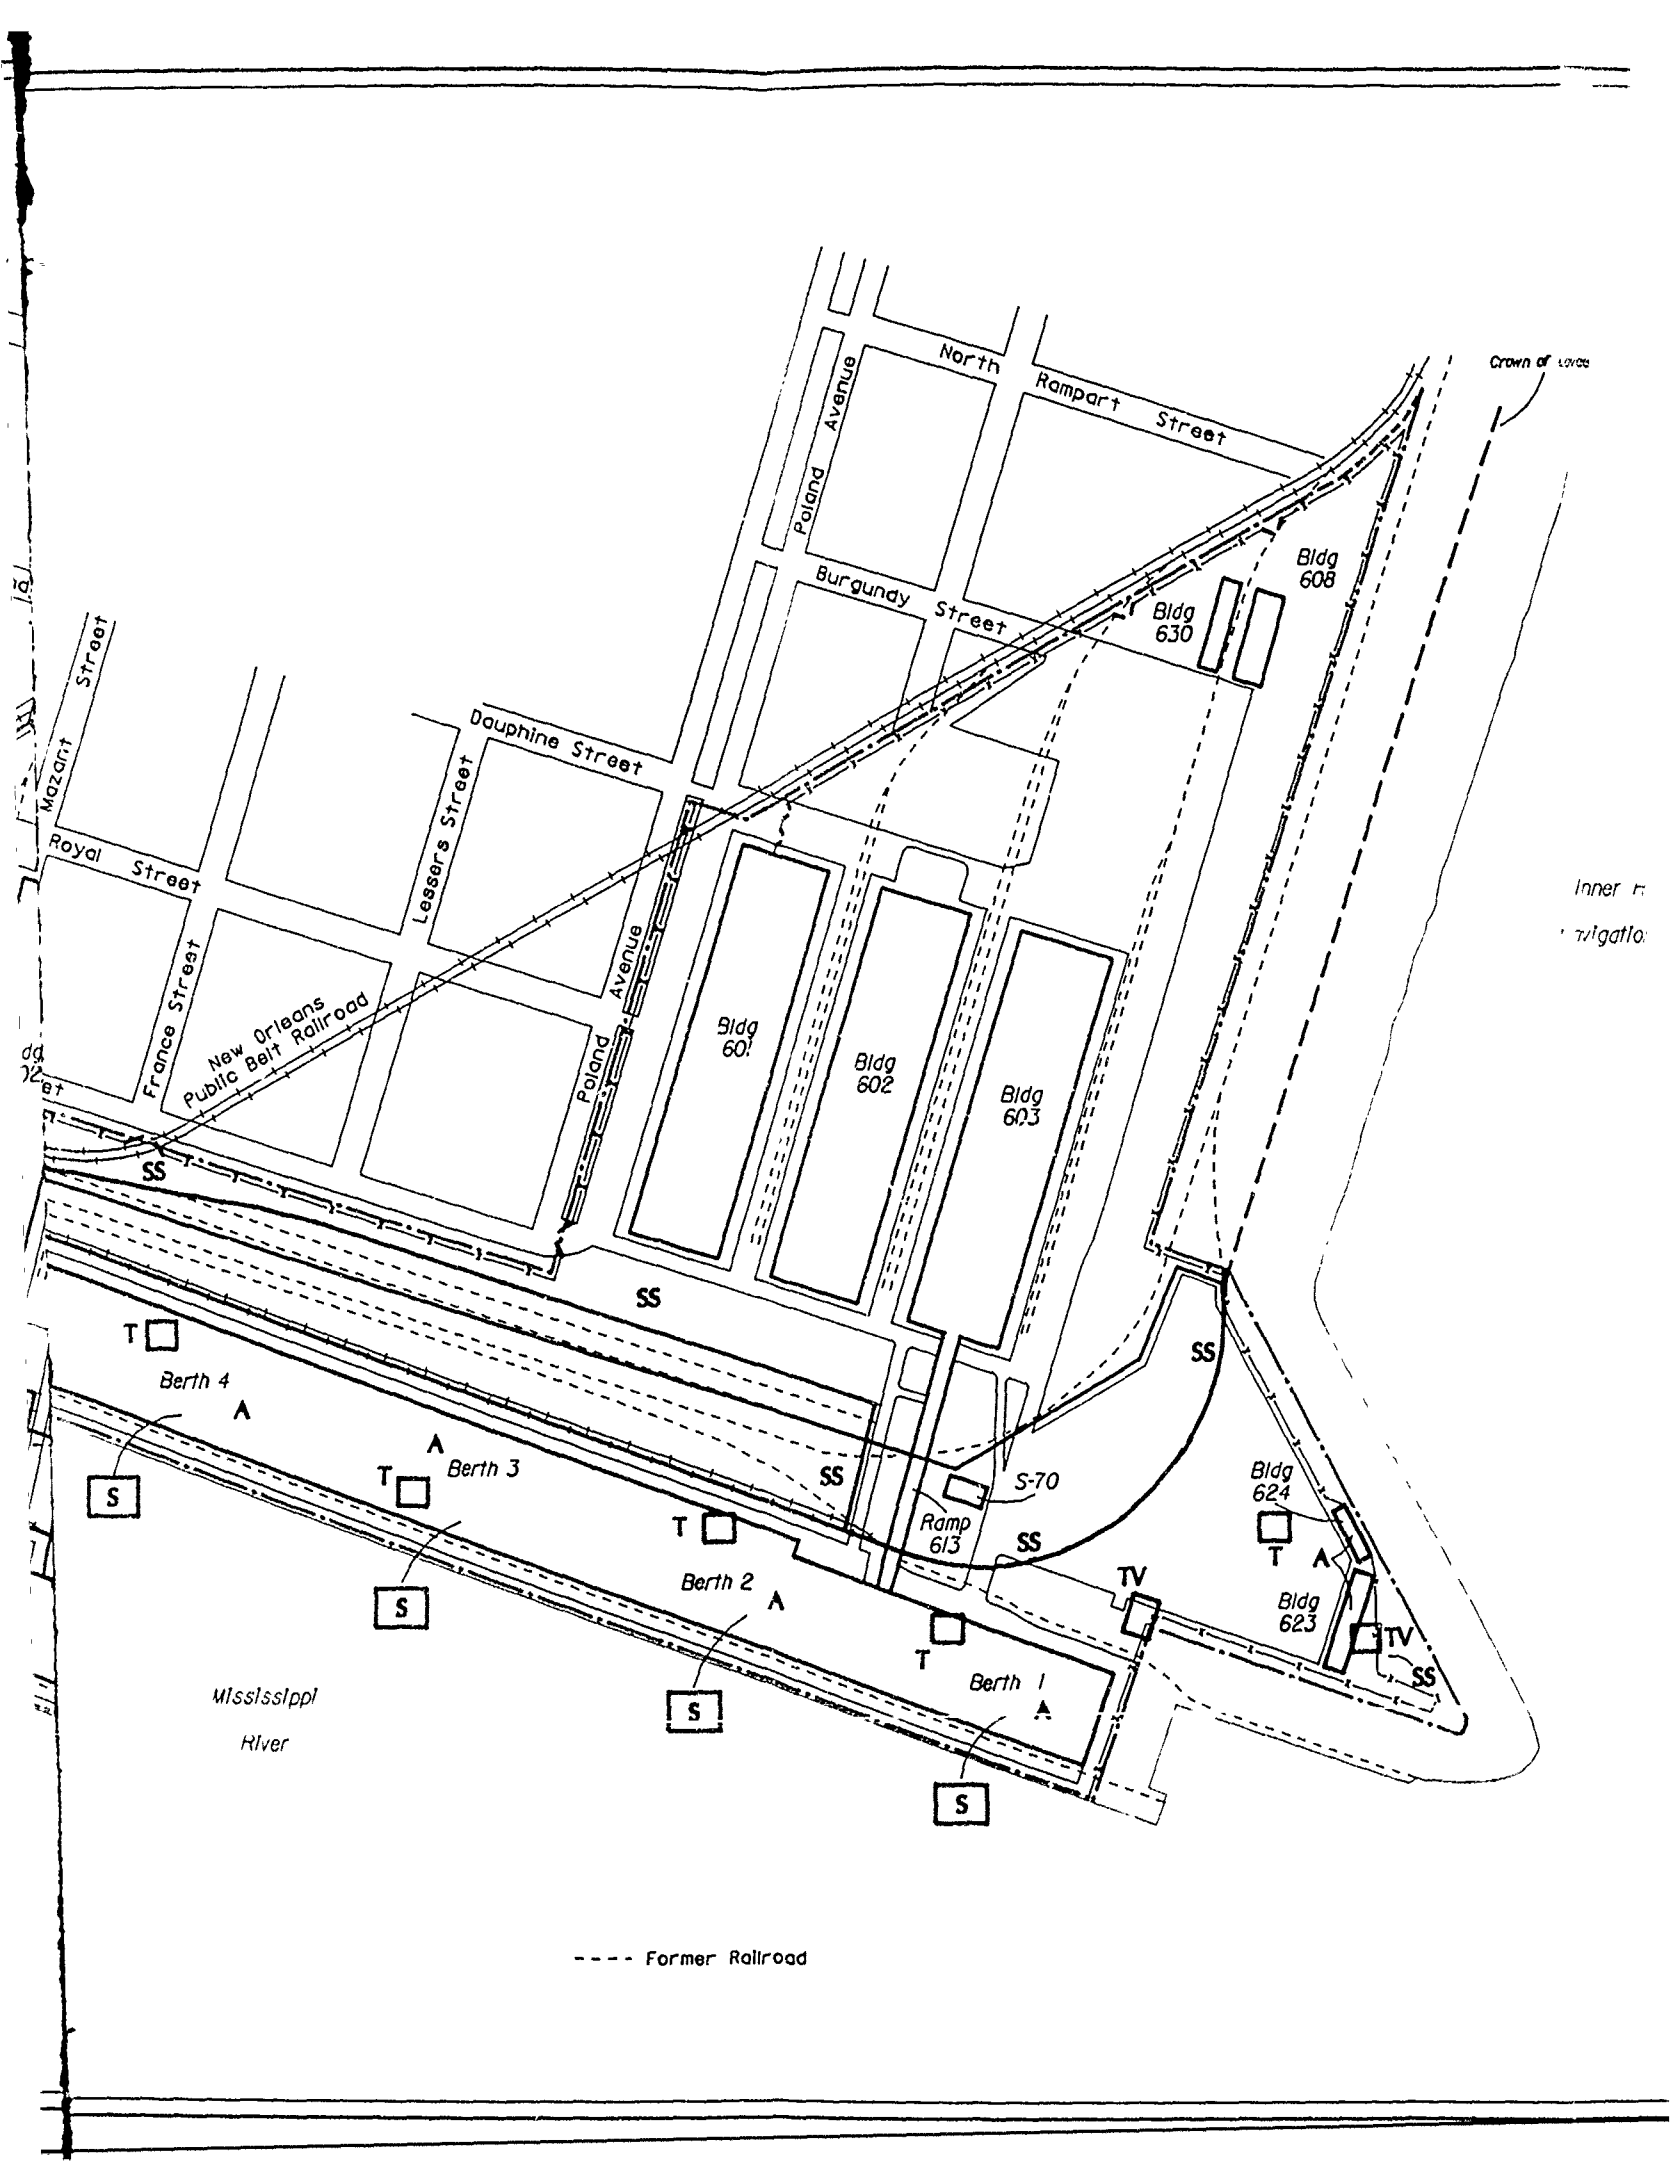 North
Rampart
Street
Crown of
Avenue
Poland
Burgundy
Street
Bldg
608
Bldg
630
Street
Mazant
Dauphine Street
Lessers Street
Royal
Street
Inner
Avenue
Poland
France Street
New Orleans
Public Belt Railroad
Bldg
601
Bldg
602
Bldg
603
SS
SS
SS
T
Berth 4
A
A
Berth 3
T
S
SS
S-70
Bldg
624
T
Ramp
613
SS
T
A
TV
Berth 2
A
S
Bldg
623
T
TV
SS
Berth 1
A
S
Mississippi
River
S
---- Former Railroad